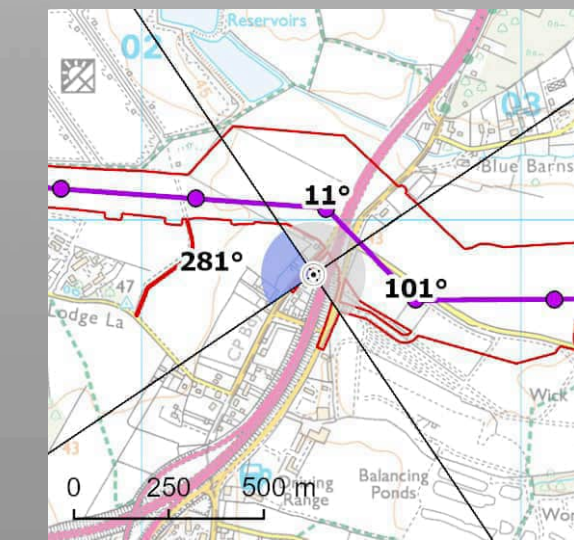 Reservoirs
02
45
03
Blue Barns
11°
281°
101°
47
Lodge La
CP B
Wick
43
0 250 500 m
Range
Balancing
Ponds